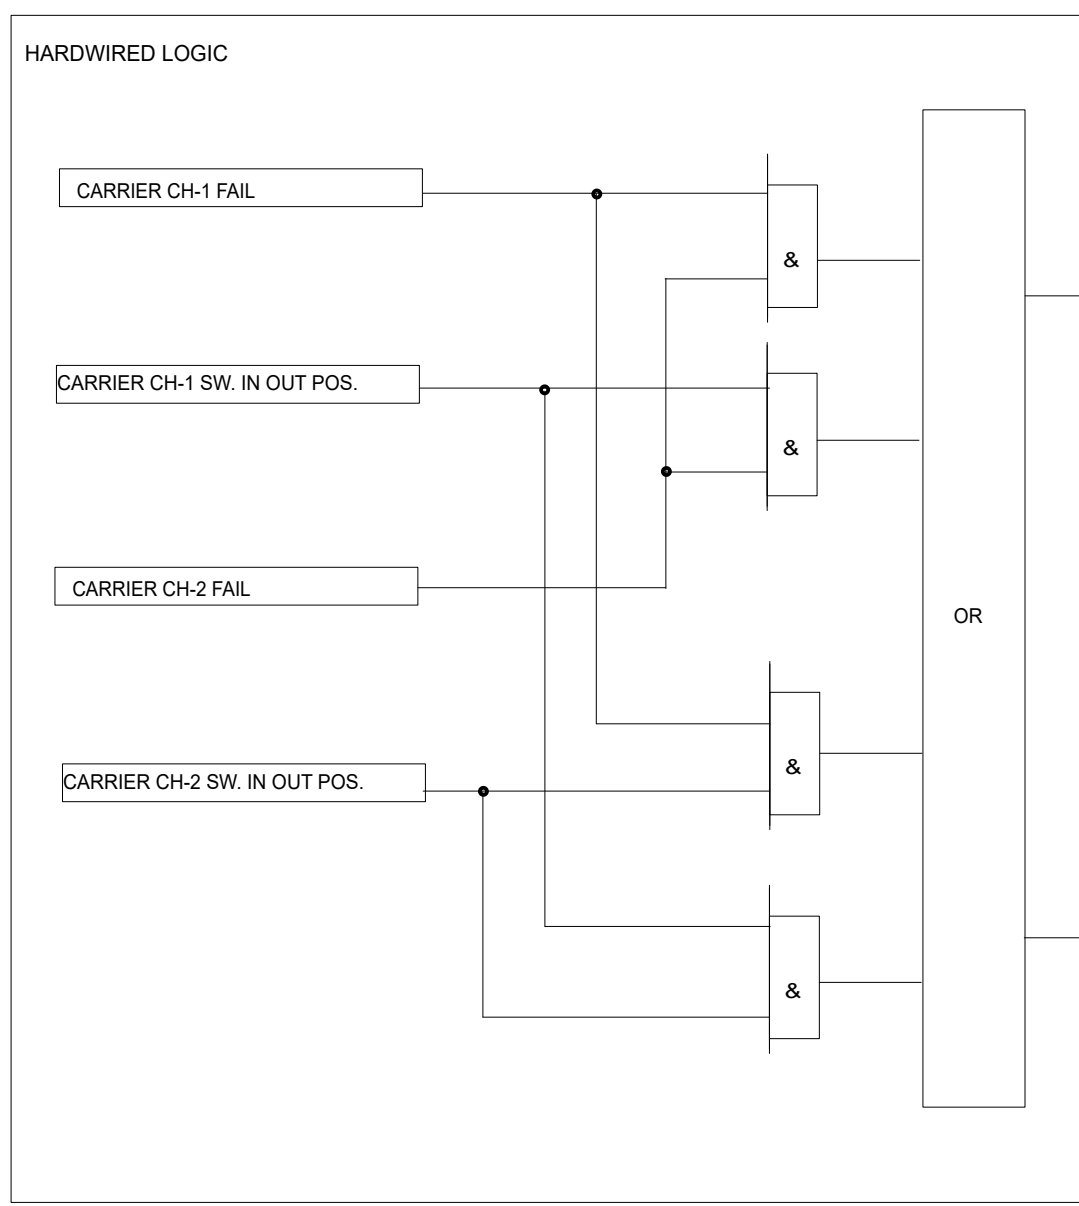 HARDWIRED LOGIC
CARRIER CH-1 FAIL
&
CARRIER CH-1 SW. IN OUT POS.
&
CARRIER CH-2 FAIL
OR
CARRIER CH-2 SW. IN OUT POS.
&
&